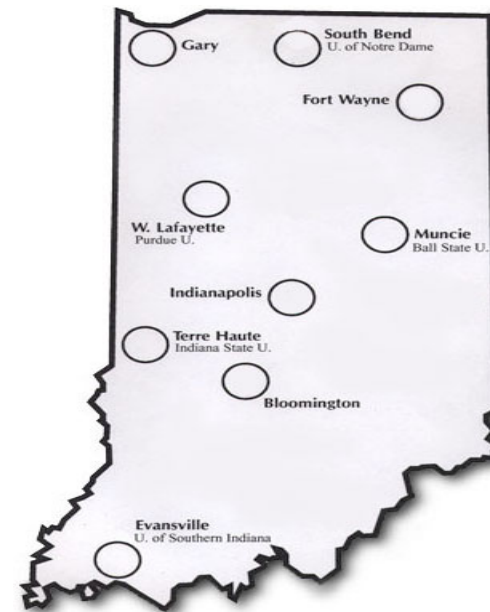 Gary
South Bend
U. of Notre Dame
Fort Wayne
W. Lafayette
Purdue U.
Muncie
Ball State U.
Indianapolis
Terre Haute
Indiana State U.
Bloomington
Evansville
U. of Southern Indiana